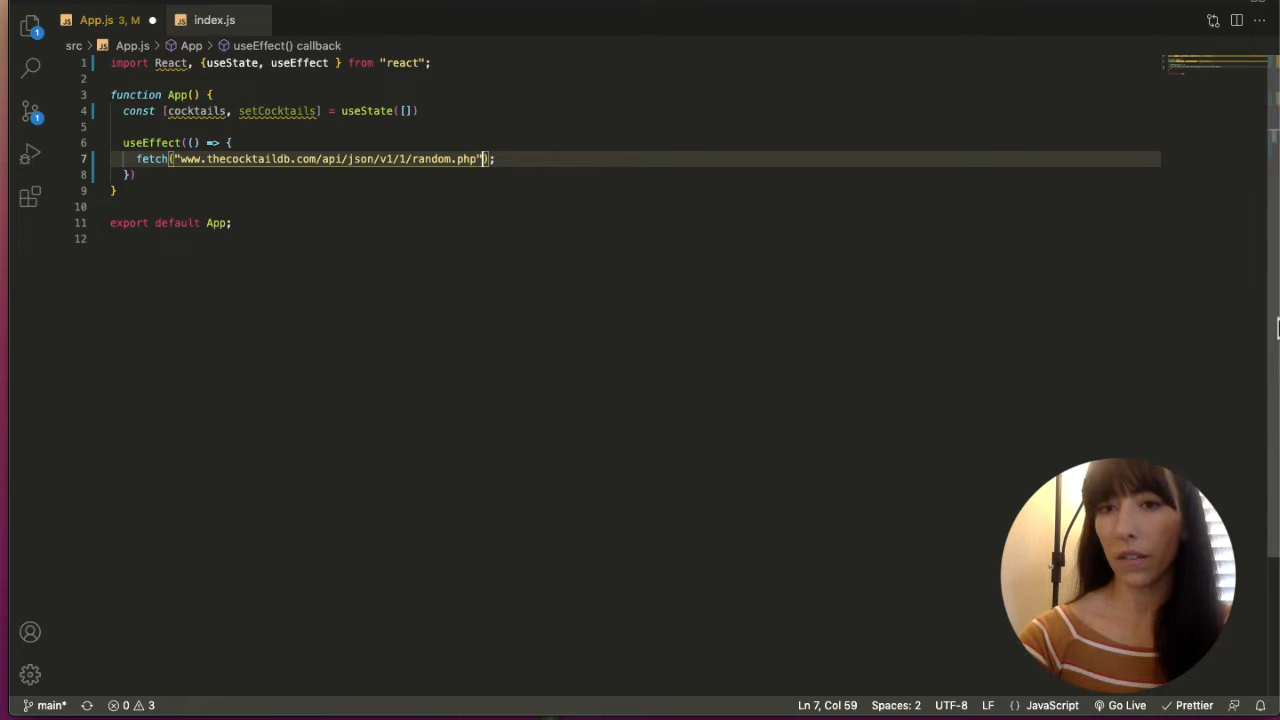 App.js 3, M
index.js
src > App.js > App > useEffect() callback
1 import React, {useState, useEffect } from "react";
2
3 function App() {
4 const [cocktails, setCocktails] = useState([])
5
6 useEffect(() => {
7 fetch("www.thecocktaildb.com/api/json/v1/1/random.php");
8 })
9 }
10
11 export default App;
12
1
1
main* 0 3 Ln 7, Col 59 Spaces: 2 UTF-8 LF {} JavaScript Go Live Prettier